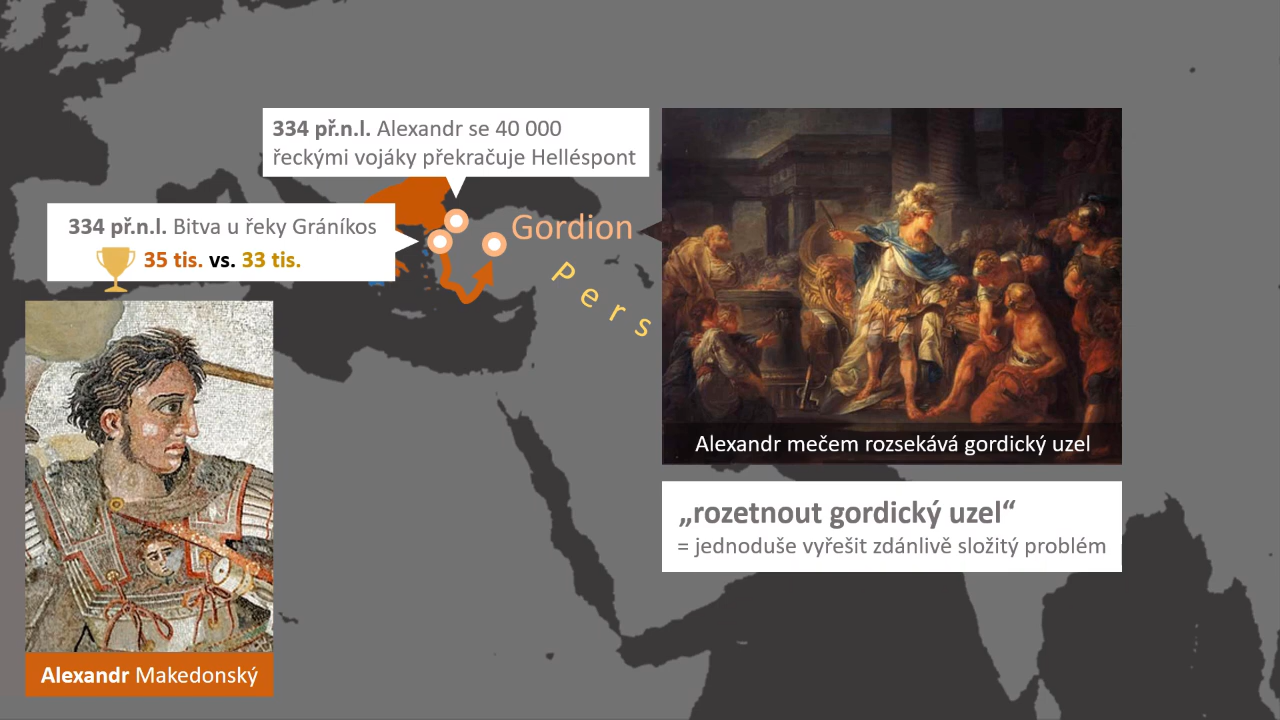 334 př.n.l. Alexandr se 40 000
řeckými vojáky překračuje Helléspont
334 př.n.l. Bitva u řeky Gráníkos
35 tis. vs. 33 tis.
Gordion
Pers
Alexandr mečem rozsekává gordický uzel
„rozetnout gordický uzel“
= jednoduše vyřešit zdánlivě složitý problém
Alexandr Makedonský